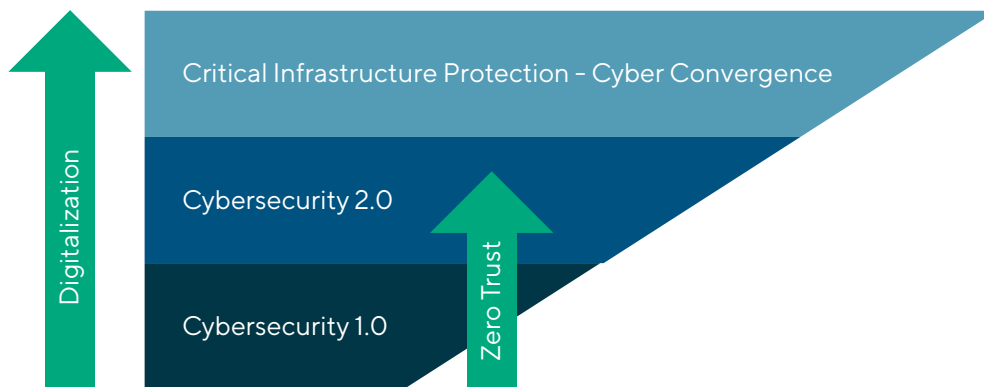 Digitalization
Critical Infrastructure Protection - Cyber Convergence
Cybersecurity 2.0
Cybersecurity 1.0
Zero Trust